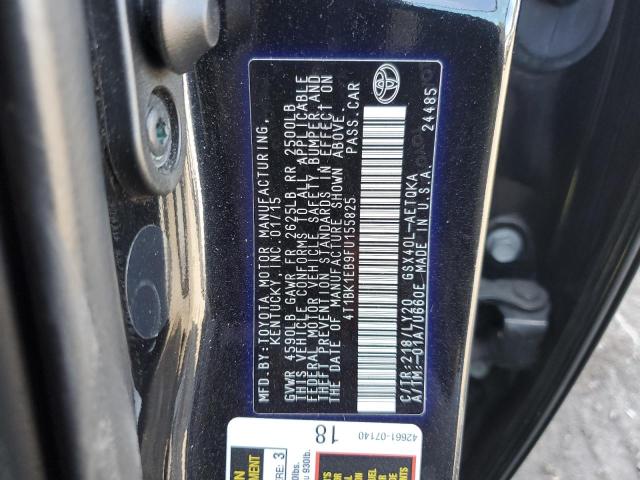 MFD.BY:TOYOTA MOTOR MANUFACTURING,
KENTUCKY,INC.01/15
GVWR 4590LB GAWR FR 2625LB RR 2500LB
THIS VEHICLE CONFORMS TO ALL APPLICABLE
FEDERAL MOTOR VEHICLE SAFETY,BUMPER,AND
THEFT PREVENTION STANDARDS IN EFFECT ON
THE DATE OF MANUFACTURE SHOWN ABOVE.
4T1BK1EB9FU155825 PASS.CAR
C/TR:218/LV20 GSX40L-AETQKA
A/TM:-01A/U660E MADE IN U.S.A.
24485
42661-07140
18